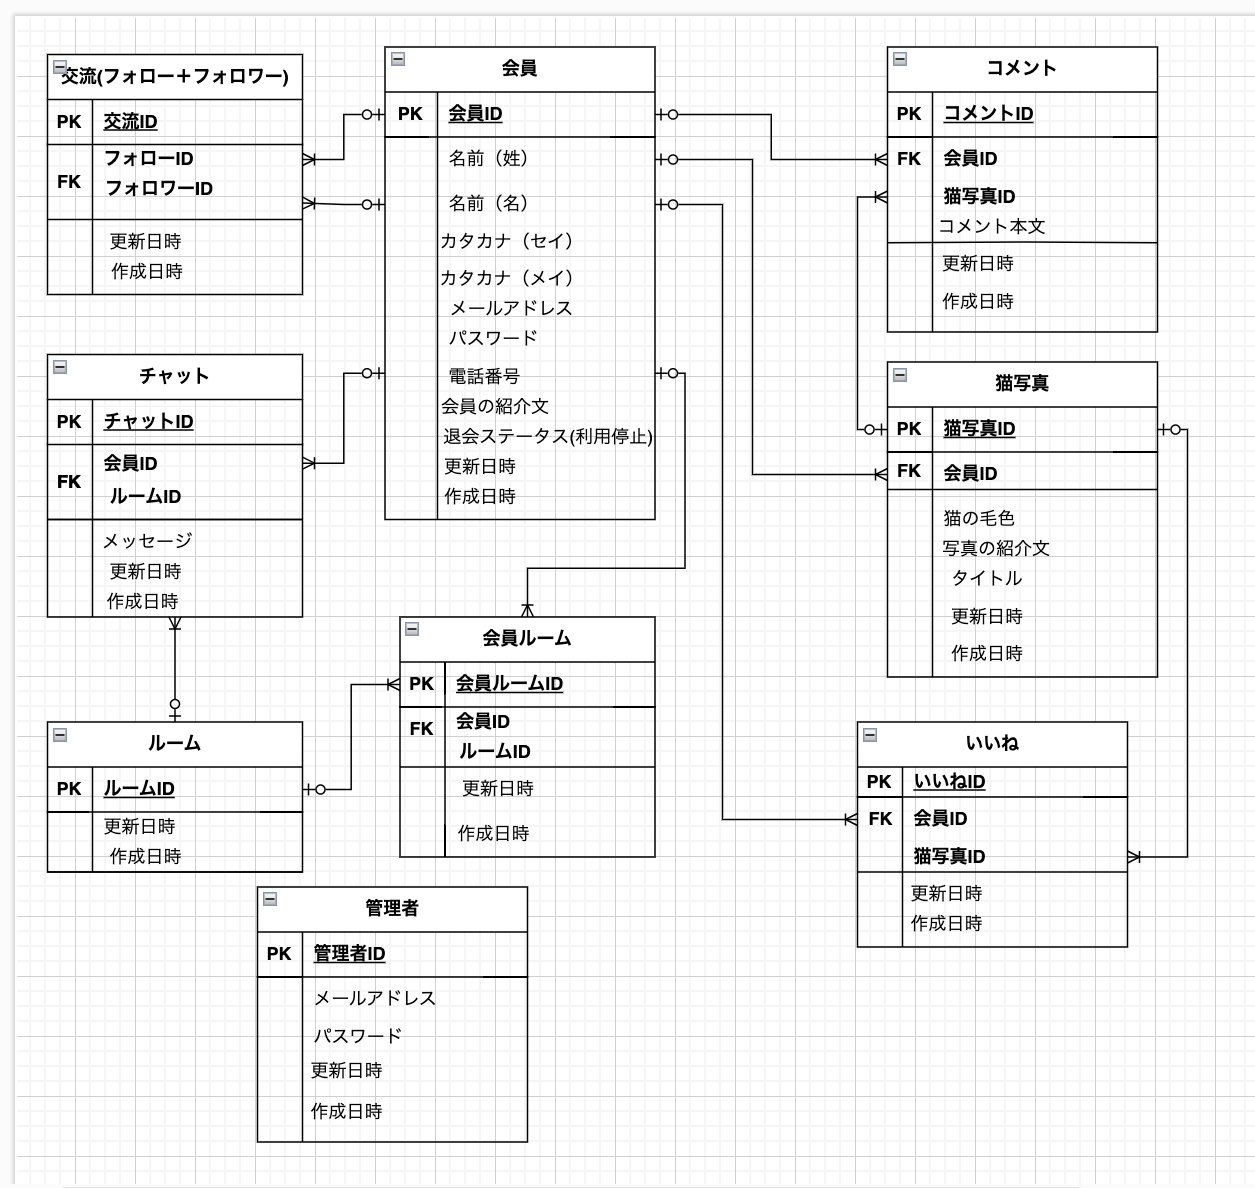 交流(フォロー＋フォロワー)
PK 交流ID
フォローID
FK
フォロワーID
更新日時
作成日時
会員
PK 会員ID
名前（姓）
名前（名）
カタカナ（セイ）
カタカナ（メイ）
メールアドレス
パスワード
電話番号
会員の紹介文
退会ステータス(利用停止)
更新日時
作成日時
コメント
PK コメントID
FK 会員ID
猫写真ID
コメント本文
更新日時
作成日時
チャット
PK チャットID
会員ID
FK
ルームID
メッセージ
更新日時
作成日時
猫写真
PK 猫写真ID
FK 会員ID
猫の毛色
写真の紹介文
タイトル
更新日時
作成日時
会員ルーム
PK 会員ルームID
FK 会員ID
ルームID
更新日時
作成日時
ルーム
PK ルームID
更新日時
作成日時
いいね
PK いいねID
FK 会員ID
猫写真ID
更新日時
作成日時
管理者
PK 管理者ID
メールアドレス
パスワード
更新日時
作成日時